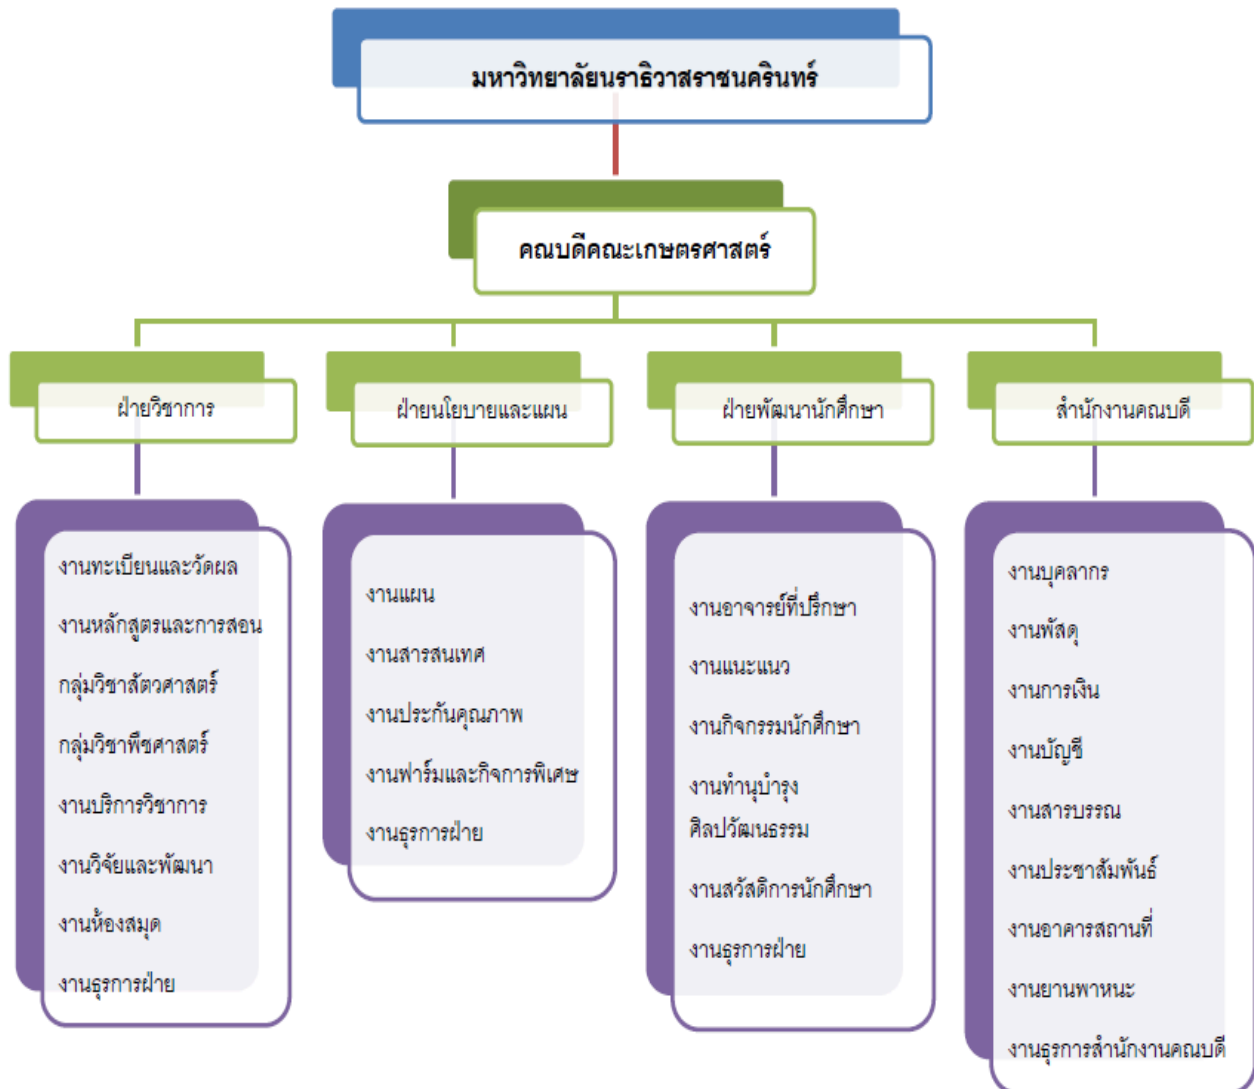 มหาวิทยาลัยนราธิวาสราชนครินทร์
คณบดีคณะเกษตรศาสตร์
ฝ่ายวิชาการ
ฝ่ายนโยบายและแผน
ฝ่ายพัฒนานักศึกษา
สำนักงานคณบดี
งานทะเบียนและวัดผล
งานหลักสูตรและการสอน
กลุ่มวิชาสัตวศาสตร์
กลุ่มวิชาพืชศาสตร์
งานบริการวิชาการ
งานวิจัยและพัฒนา
งานห้องสมุด
งานธุรการฝ่าย
งานแผน
งานสารสนเทศ
งานประกันคุณภาพ
งานฟาร์มและกิจการพิเศษ
งานธุรการฝ่าย
งานอาจารย์ที่ปรึกษา
งานแนะแนว
งานกิจกรรมนักศึกษา
งานทำนุบำรุง
ศิลปวัฒนธรรม
งานสวัสดิการนักศึกษา
งานธุรการฝ่าย
งานบุคลากร
งานพัสดุ
งานการเงิน
งานบัญชี
งานสารบรรณ
งานประชาสัมพันธ์
งานอาคารสถานที่
งานยานพาหนะ
งานธุรการสำนักงานคณบดี